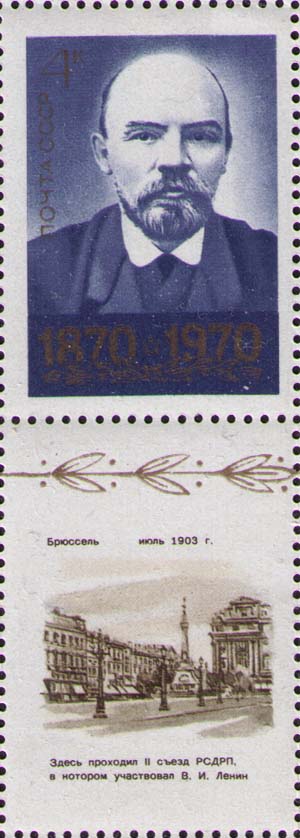 4к
ПОЧТА СССР
1870 1970
Брюссель июль 1903 г.
Здесь проходил II съезд РСДРП,
в котором участвовал В. И. Ленин